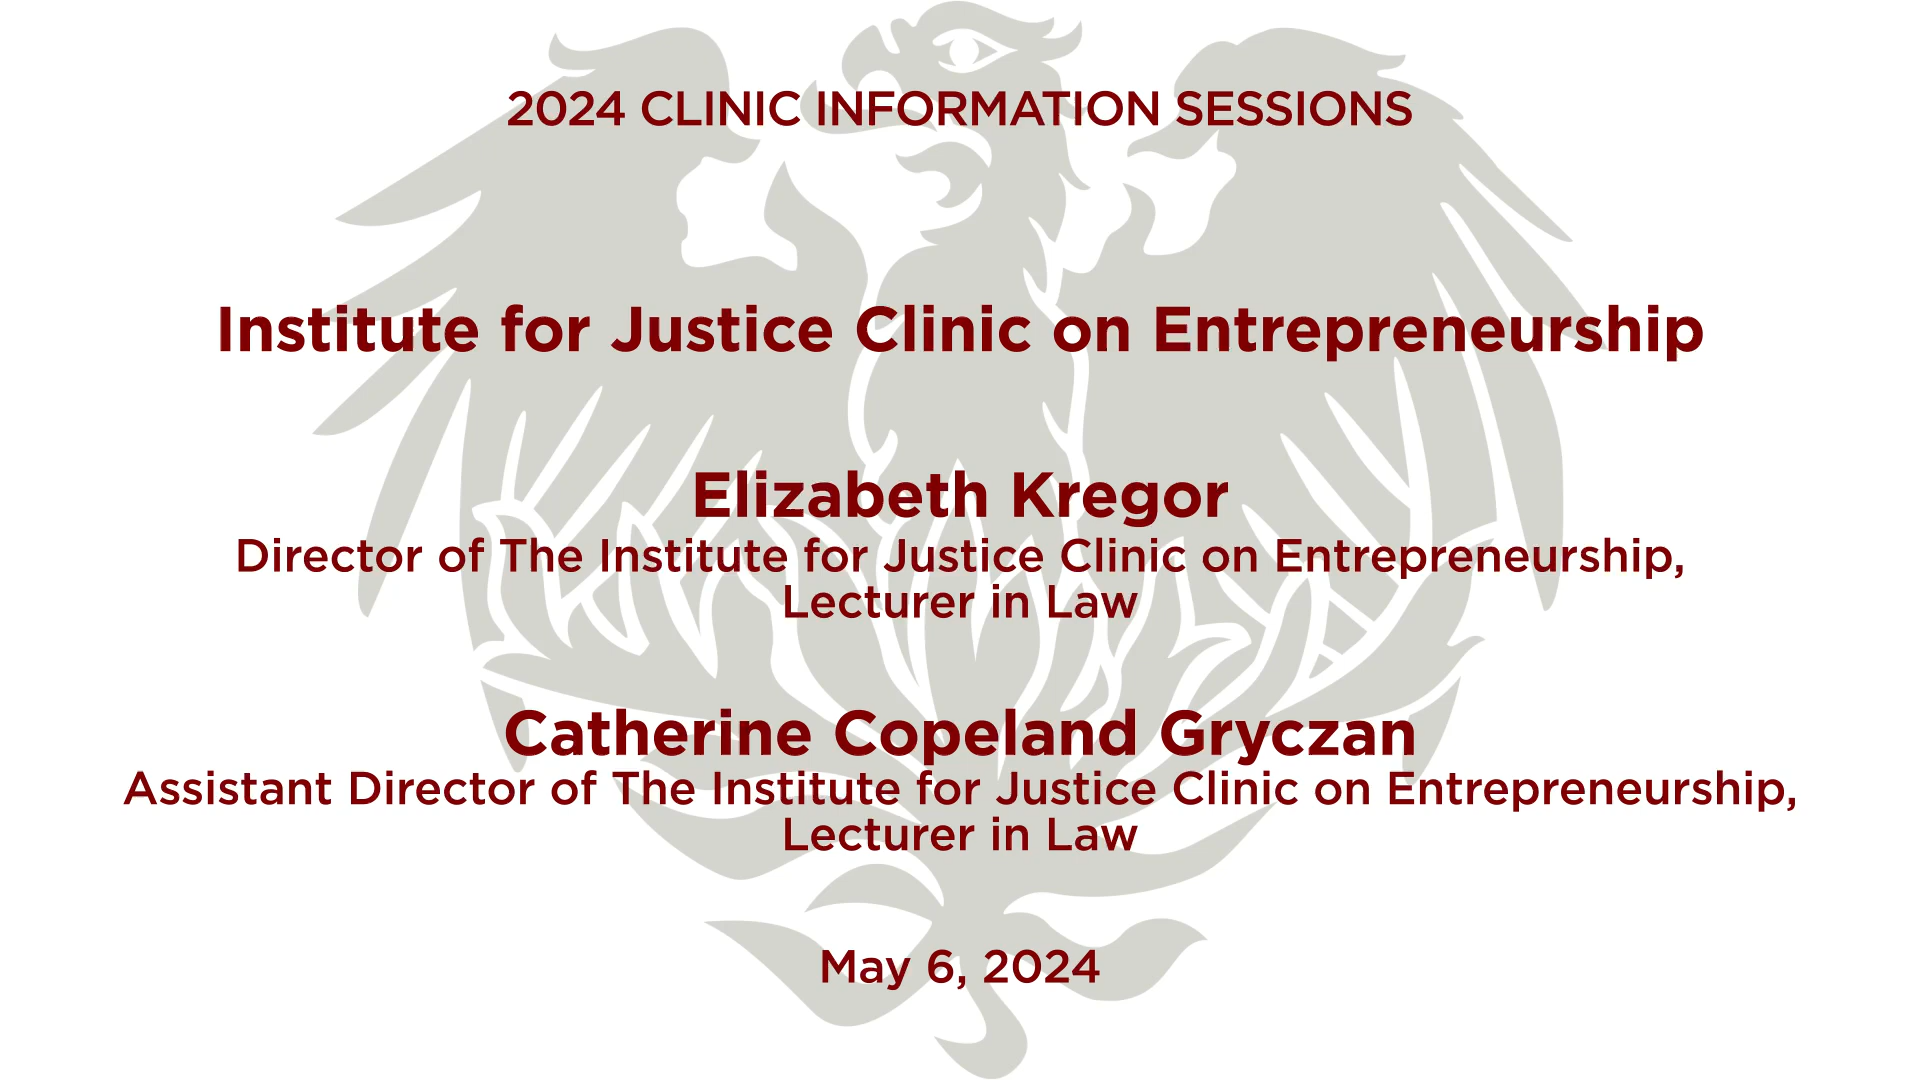 2024 CLINIC INFORMATION SESSIONS
Institute for Justice Clinic on Entrepreneurship
Elizabeth Kregor
Director of The Institute for Justice Clinic on Entrepreneurship,
Lecturer in Law
Catherine Copeland Gryczan
Assistant Director of The Institute for Justice Clinic on Entrepreneurship,
Lecturer in Law
May 6, 2024